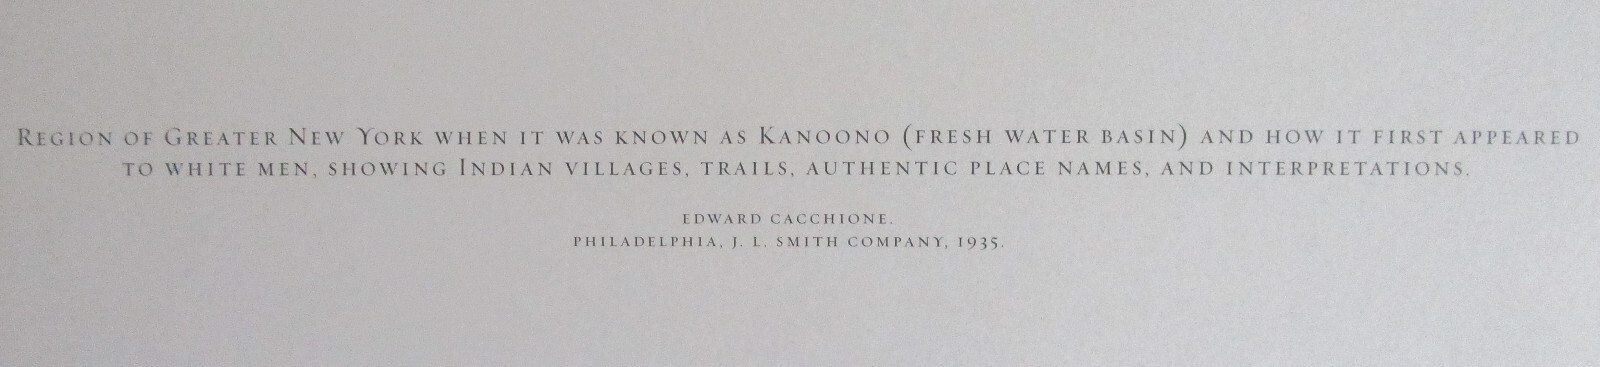 Region of Greater New York when it was known as Kanoono (fresh water basin) and how it first appeared
to white men, showing Indian villages, trails, authentic place names, and interpretations.
Edward Cacchione.
Philadelphia, J. L. Smith Company, 1935.